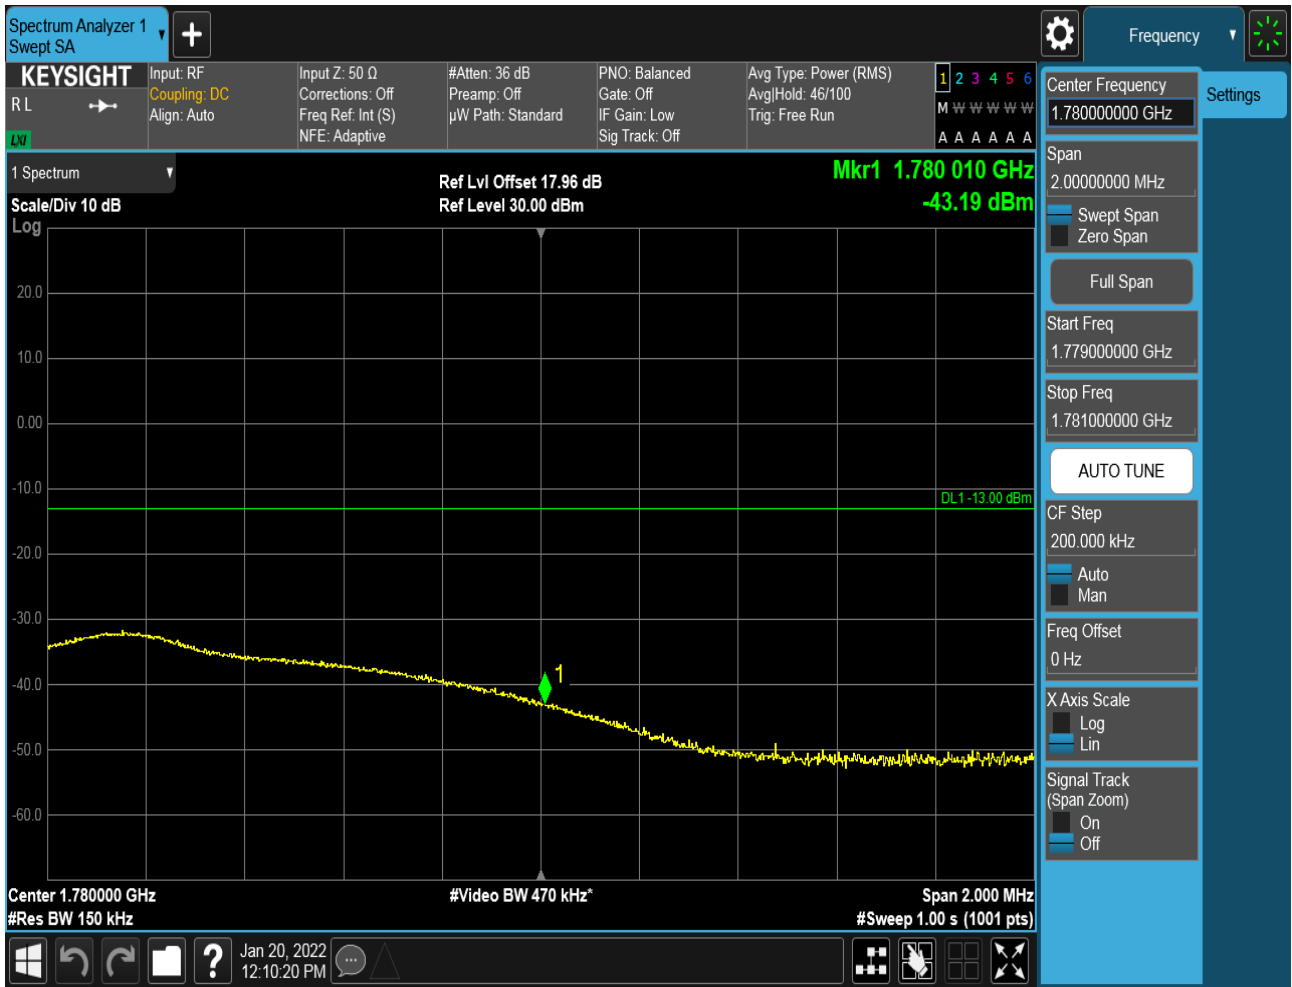 Spectrum Analyzer 1
Swept SA
Frequency
KEYSIGHT
R L
LXI
Input: RF
Coupling: DC
Align: Auto
Input Z: 50 Ω
Corrections: Off
Freq Ref: Int (S)
NFE: Adaptive
#Atten: 36 dB
Preamp: Off
µW Path: Standard
PNO: Balanced
Gate: Off
IF Gain: Low
Sig Track: Off
Avg Type: Power (RMS)
Avg|Hold: 46/100
Trig: Free Run
1 2 3 4 5 6
M W W W W W
A A A A A A
1 Spectrum
Scale/Div 10 dB
Log
Ref Lvl Offset 17.96 dB
Ref Level 30.00 dBm
Mkr1 1.780 010 GHz
-43.19 dBm
20.0
10.0
0.00
-10.0
-20.0
-30.0
-40.0
-50.0
-60.0
DL1 -13.00 dBm
1
Center 1.780000 GHz
#Res BW 150 kHz
#Video BW 470 kHz*
Span 2.000 MHz
#Sweep 1.00 s (1001 pts)
Center Frequency
1.780000000 GHz
Settings
Span
2.00000000 MHz
Swept Span
Zero Span
Full Span
Start Freq
1.779000000 GHz
Stop Freq
1.781000000 GHz
AUTO TUNE
CF Step
200.000 kHz
Auto
Man
Freq Offset
0 Hz
X Axis Scale
Log
Lin
Signal Track
(Span Zoom)
On
Off
?
Jan 20, 2022
12:10:20 PM